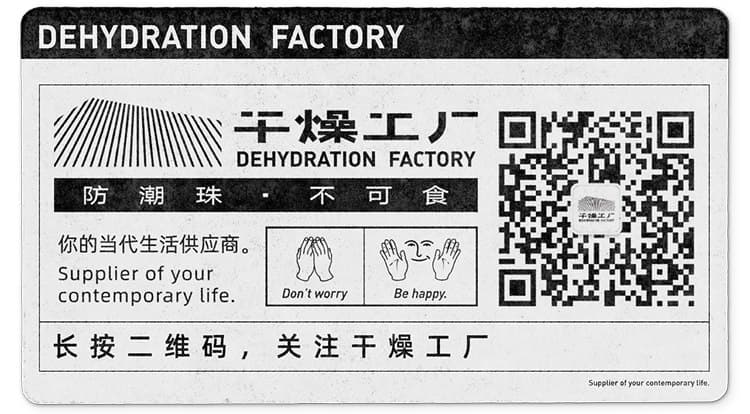 DEHYDRATION FACTORY
干燥工厂
DEHYDRATION FACTORY
防潮珠·不可食
你的当代生活供应商。
Supplier of your
contemporary life.
Don't worry
Be happy.
干燥工厂
DEHYDRATION FACTORY
长按二维码，关注干燥工厂
Supplier of your contemporary life.